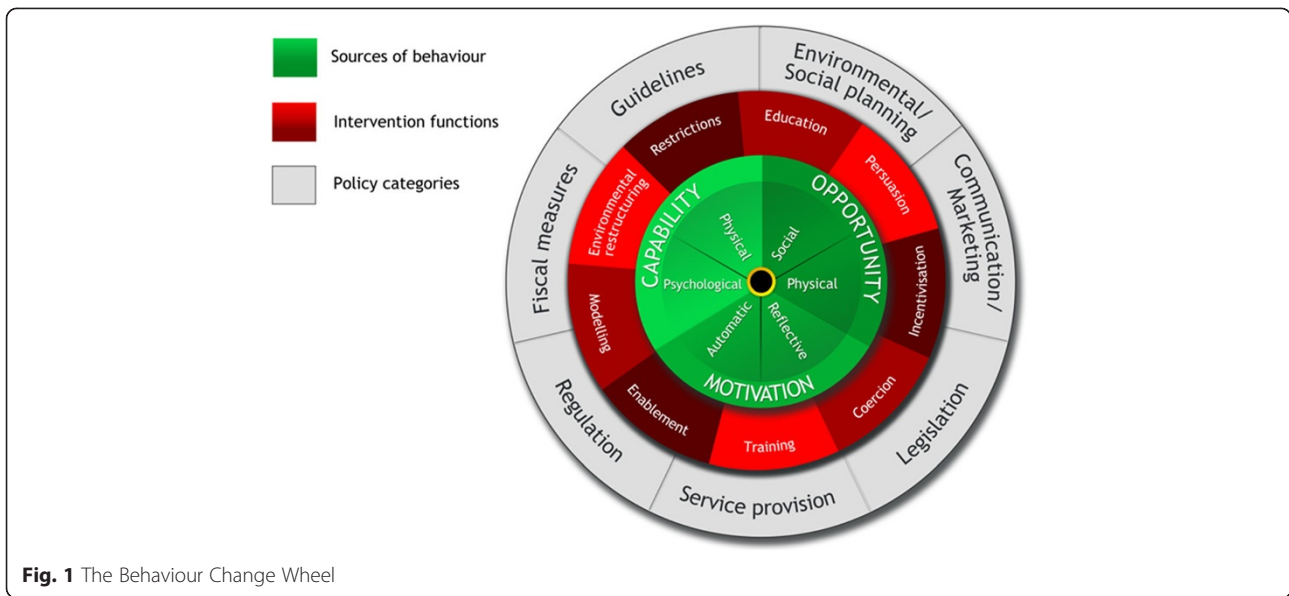 Sources of behaviour
Intervention functions
Policy categories
Guidelines
Environmental/
Social planning
Communication/
Marketing
Legislation
Service provision
Regulation
Fiscal measures
Restrictions
Education
Persuasion
Incentivisation
Coercion
Training
Enablement
Modelling
Environmental
restructuring
CAPABILITY
OPPORTUNITY
MOTIVATION
Physical
Social
Psychological
Physical
Automatic
Reflective
Fig. 1 The Behaviour Change Wheel